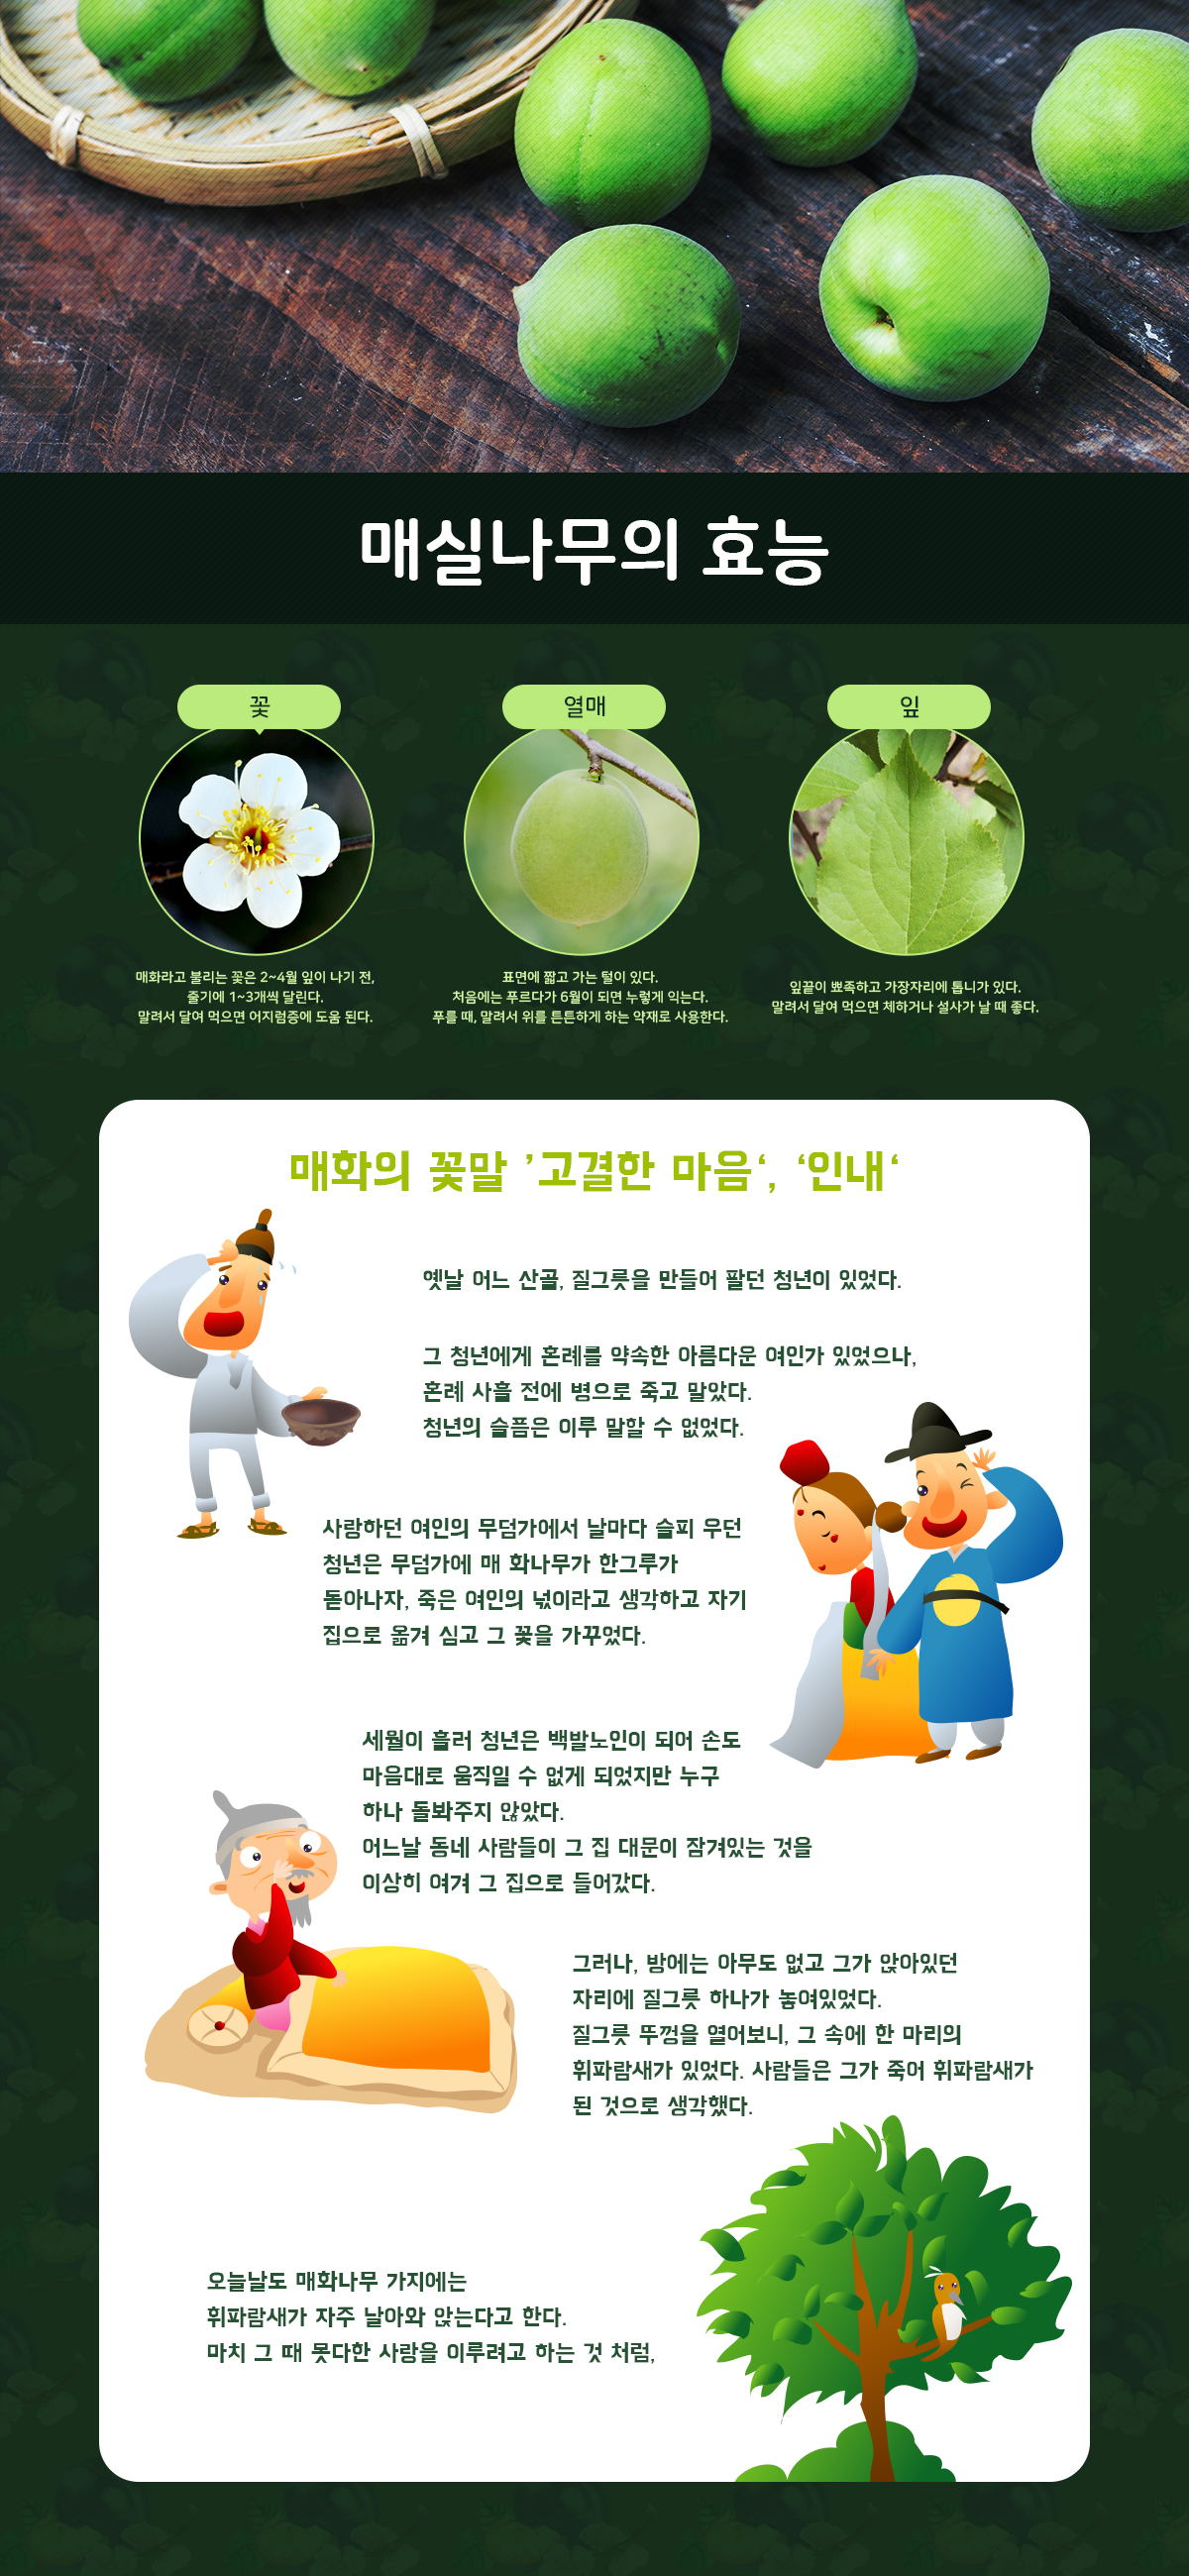 매실나무의 효능
꽃
열매
잎
매화라고 불리는 꽃은 2~4월 잎이 나기 전,
줄기에 1~3개씩 달린다.
말려서 달여 먹으면 어지럼증에 도움 된다.
표면에 짧고 가는 털이 있다.
처음에는 푸르다가 6월이 되면 누렇게 익는다.
푸를 때, 말려서 위를 튼튼하게 하는 약재로 사용한다.
잎끝이 뾰족하고 가장자리에 톱니가 있다.
말려서 달여 먹으면 체하거나 설사가 날 때 좋다.
매화의 꽃말 ’고결한 마음‘, ‘인내‘
옛날 어느 산골, 질그릇을 만들어 팔던 청년이 있었다.
그 청년에게 혼례를 약속한 아름다운 여인가 있었으나,
혼례 사흘 전에 병으로 죽고 말았다.
청년의 슬픔은 이루 말할 수 없었다.
사랑하던 여인의 무덤가에서 날마다 슬피 우던
청년은 무덤가에 매 화나무가 한그루가
돋아나자, 죽은 여인의 넋이라고 생각하고 자기
집으로 옮겨 심고 그 꽃을 가꾸었다.
세월이 흘러 청년은 백발노인이 되어 손도
마음대로 움직일 수 없게 되었지만 누구
하나 돌봐주지 않았다.
어느날 동네 사람들이 그 집 대문이 잠겨있는 것을
이상히 여겨 그 집으로 들어갔다.
그러나, 방에는 아무도 없고 그가 앉아있던
자리에 질그릇 하나가 놓여있었다.
질그릇 뚜껑을 열어보니, 그 속에 한 마리의
휘파람새가 있었다. 사람들은 그가 죽어 휘파람새가
된 것으로 생각했다.
오늘날도 매화나무 가지에는
휘파람새가 자주 날아와 앉는다고 한다.
마치 그 때 못다한 사랑을 이루려고 하는 것 처럼,